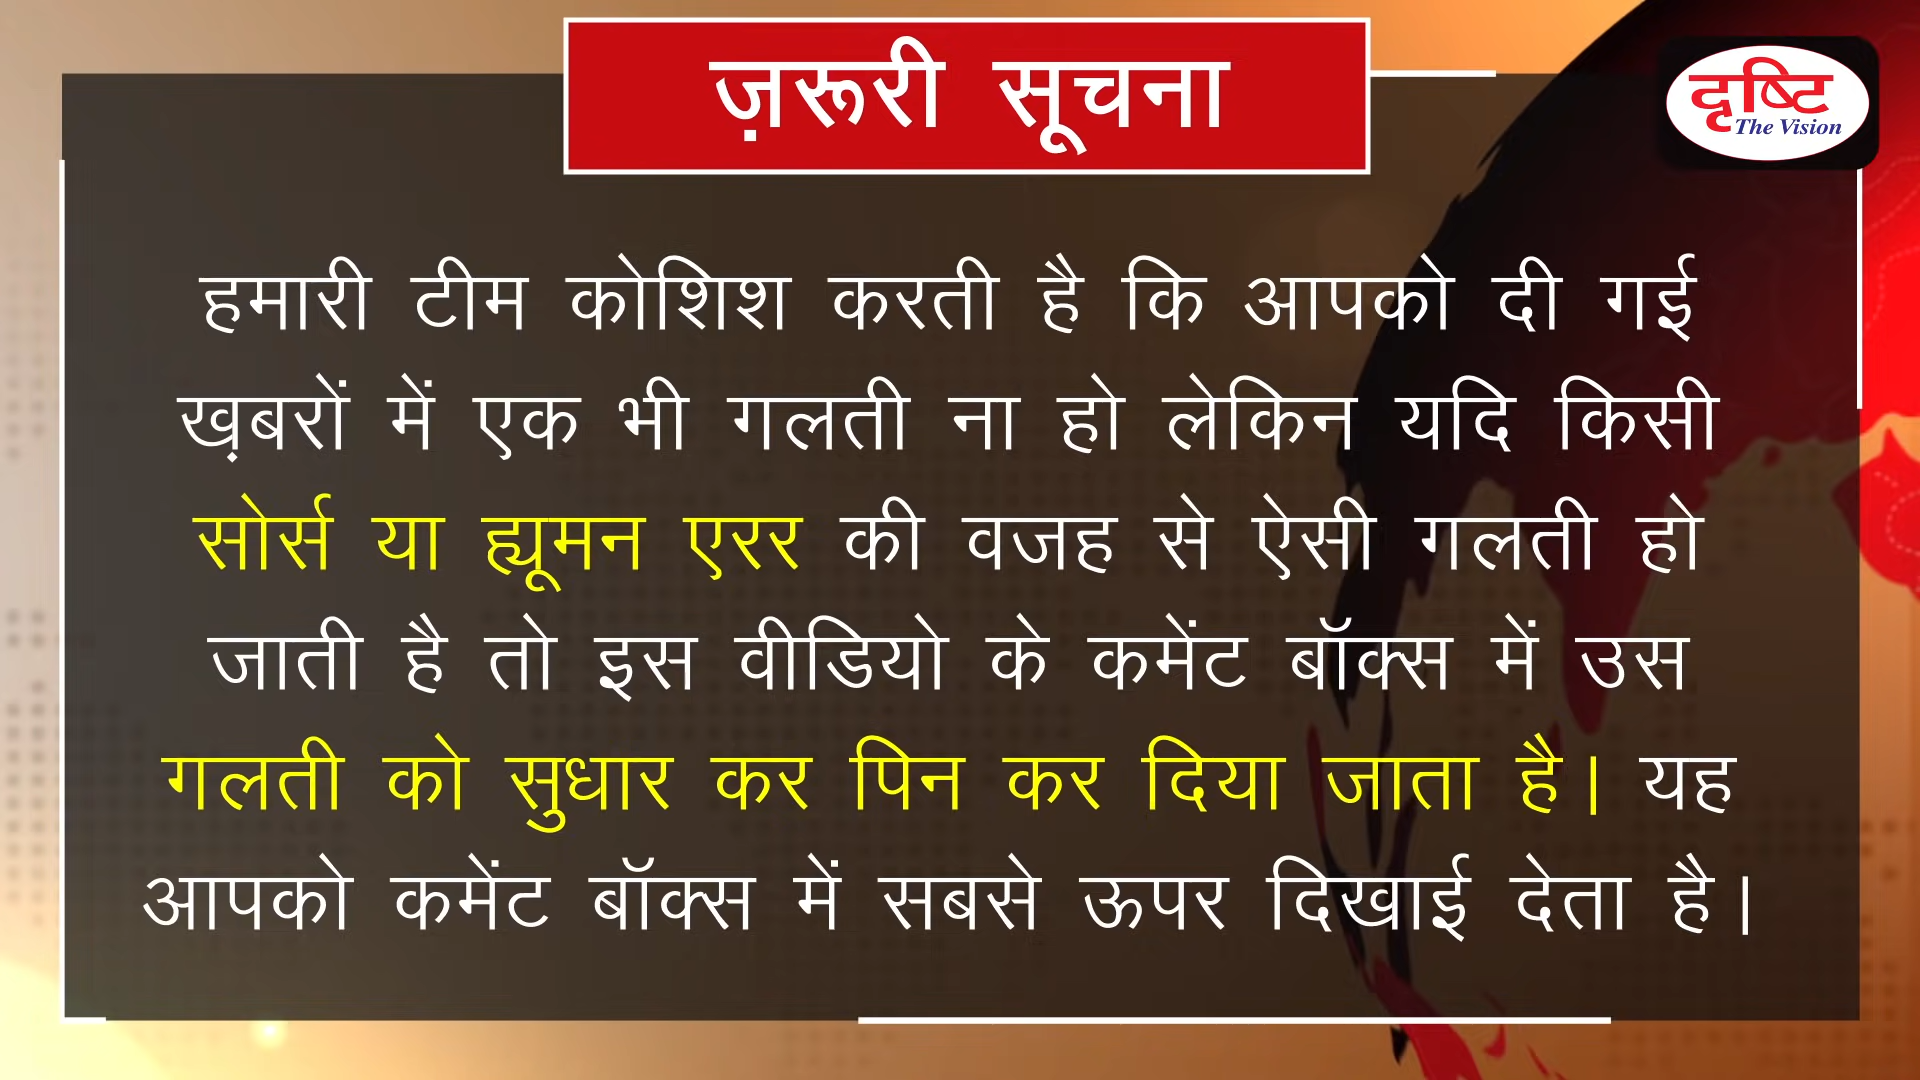 ज़रूरी सूचना
दृष्टि
The Vision
हमारी टीम कोशिश करती है कि आपको दी गई
ख़बरों में एक भी गलती ना हो लेकिन यदि किसी
सोर्स या ह्यूमन एरर की वजह से ऐसी गलती हो
जाती है तो इस वीडियो के कमेंट बॉक्स में उस
गलती को सुधार कर पिन कर दिया जाता है। यह
आपको कमेंट बॉक्स में सबसे ऊपर दिखाई देता है।